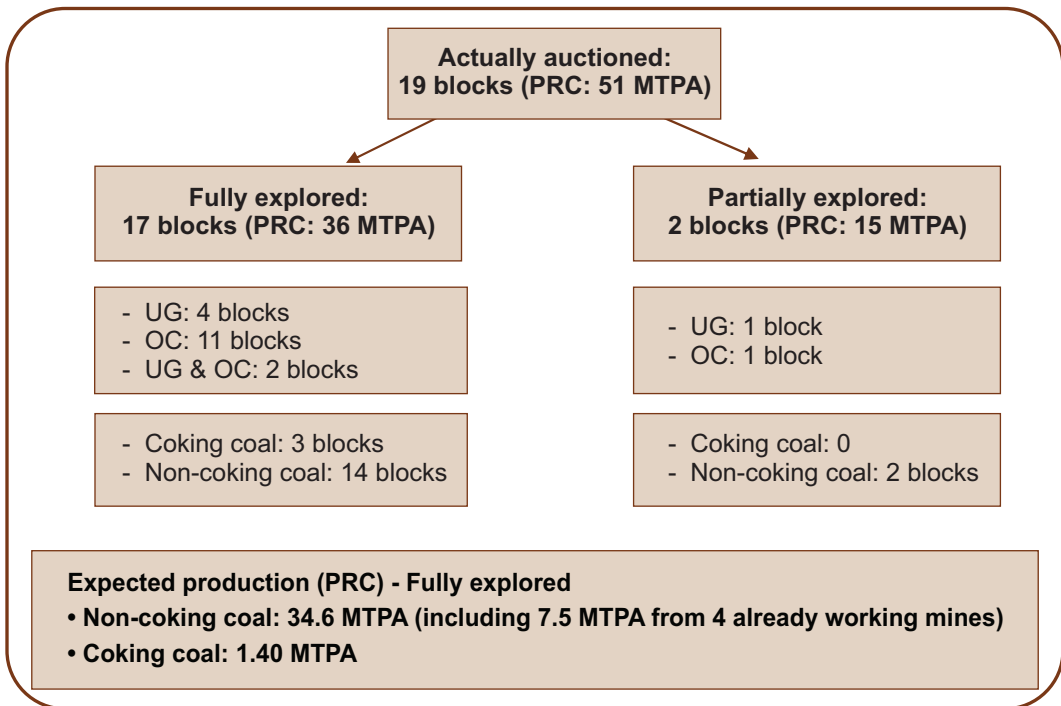 Actually auctioned:
19 blocks (PRC: 51 MTPA)
Fully explored:
17 blocks (PRC: 36 MTPA)
Partially explored:
2 blocks (PRC: 15 MTPA)
- UG: 4 blocks
- OC: 11 blocks
- UG & OC: 2 blocks
- UG: 1 block
- OC: 1 block
- Coking coal: 3 blocks
- Non-coking coal: 14 blocks
- Coking coal: 0
- Non-coking coal: 2 blocks
Expected production (PRC) - Fully explored
• Non-coking coal: 34.6 MTPA (including 7.5 MTPA from 4 already working mines)
• Coking coal: 1.40 MTPA